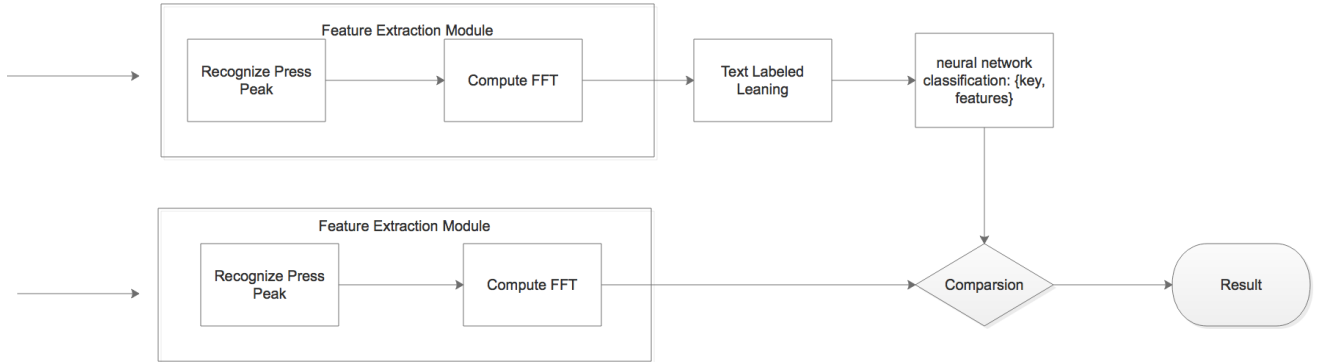 Feature Extraction Module
Recognize Press
Peak
Compute FFT
Text Labeled
Leaning
neural network
classification: {key,
features}
Feature Extraction Module
Recognize Press
Peak
Compute FFT
Comparsion
Result